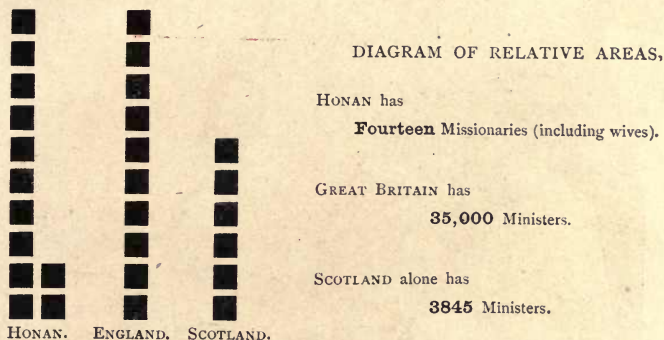 DIAGRAM OF RELATIVE AREAS,
HONAN has
Fourteen Missionaries (including wives).
GREAT BRITAIN has
35,000 Ministers.
SCOTLAND alone has
3845 Ministers.
HONAN. ENGLAND. SCOTLAND.